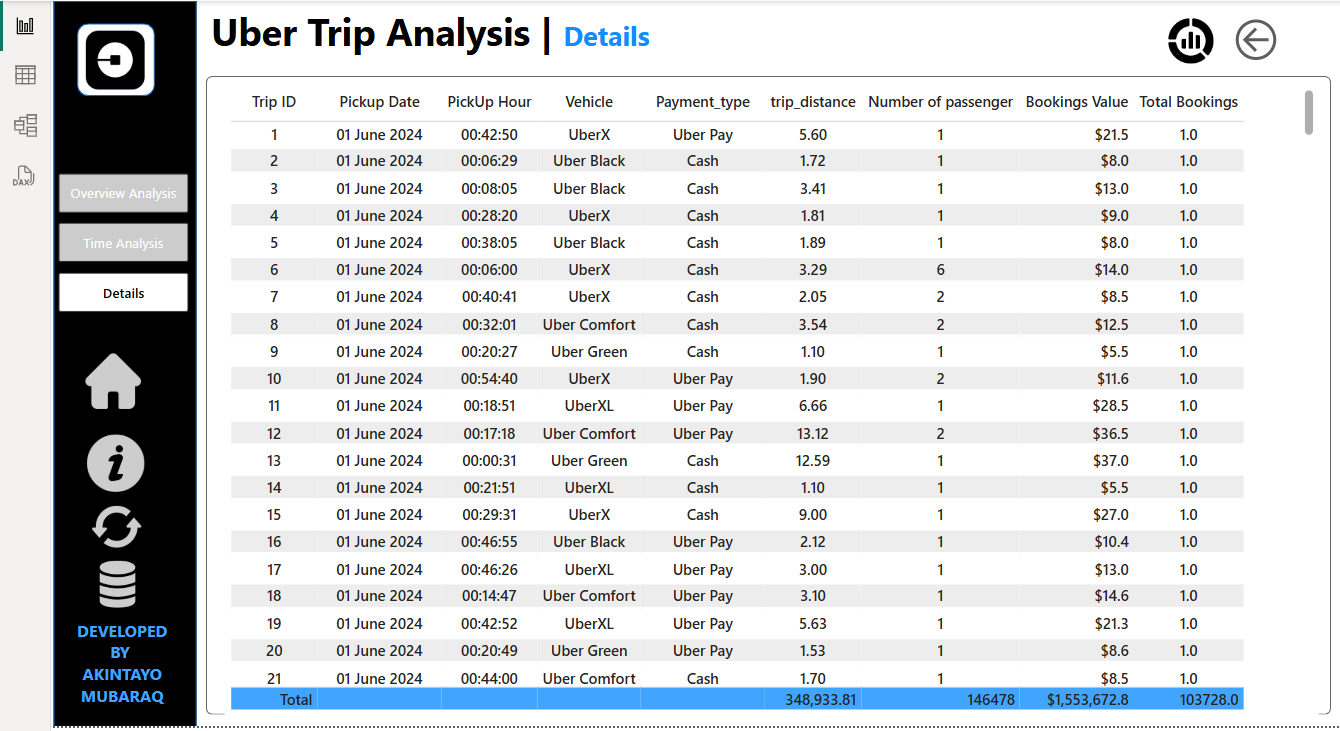 Uber Trip Analysis | Details
DAX
Overview Analysis
Time Analysis
Details
i
DEVELOPED
BY
AKINTAYO
MUBARAQ
Trip ID Pickup Date PickUp Hour Vehicle Payment_type trip_distance Number of passenger Bookings Value Total Bookings
1 01 June 2024 00:42:50 UberX Uber Pay 5.60 1 $21.5 1.0
2 01 June 2024 00:06:29 Uber Black Cash 1.72 1 $8.0 1.0
3 01 June 2024 00:08:05 Uber Black Cash 3.41 1 $13.0 1.0
4 01 June 2024 00:28:20 UberX Cash 1.81 1 $9.0 1.0
5 01 June 2024 00:38:05 Uber Black Cash 1.89 1 $8.0 1.0
6 01 June 2024 00:06:00 UberX Cash 3.29 6 $14.0 1.0
7 01 June 2024 00:40:41 UberX Cash 2.05 2 $8.5 1.0
8 01 June 2024 00:32:01 Uber Comfort Cash 3.54 2 $12.5 1.0
9 01 June 2024 00:20:27 Uber Green Cash 1.10 1 $5.5 1.0
10 01 June 2024 00:54:40 UberX Uber Pay 1.90 2 $11.6 1.0
11 01 June 2024 00:18:51 UberXL Uber Pay 6.66 1 $28.5 1.0
12 01 June 2024 00:17:18 Uber Comfort Uber Pay 13.12 2 $36.5 1.0
13 01 June 2024 00:00:31 Uber Green Cash 12.59 1 $37.0 1.0
14 01 June 2024 00:21:51 UberXL Cash 1.10 1 $5.5 1.0
15 01 June 2024 00:29:31 UberX Cash 9.00 1 $27.0 1.0
16 01 June 2024 00:46:55 Uber Black Uber Pay 2.12 1 $10.4 1.0
17 01 June 2024 00:46:26 UberXL Uber Pay 3.00 1 $13.0 1.0
18 01 June 2024 00:14:47 Uber Comfort Uber Pay 3.10 1 $14.6 1.0
19 01 June 2024 00:42:52 UberXL Uber Pay 5.63 1 $21.3 1.0
20 01 June 2024 00:20:49 Uber Green Uber Pay 1.53 1 $8.6 1.0
21 01 June 2024 00:44:00 Uber Comfort Cash 1.70 1 $8.5 1.0
Total 348,933.81 146478 $1,553,672.8 103728.0